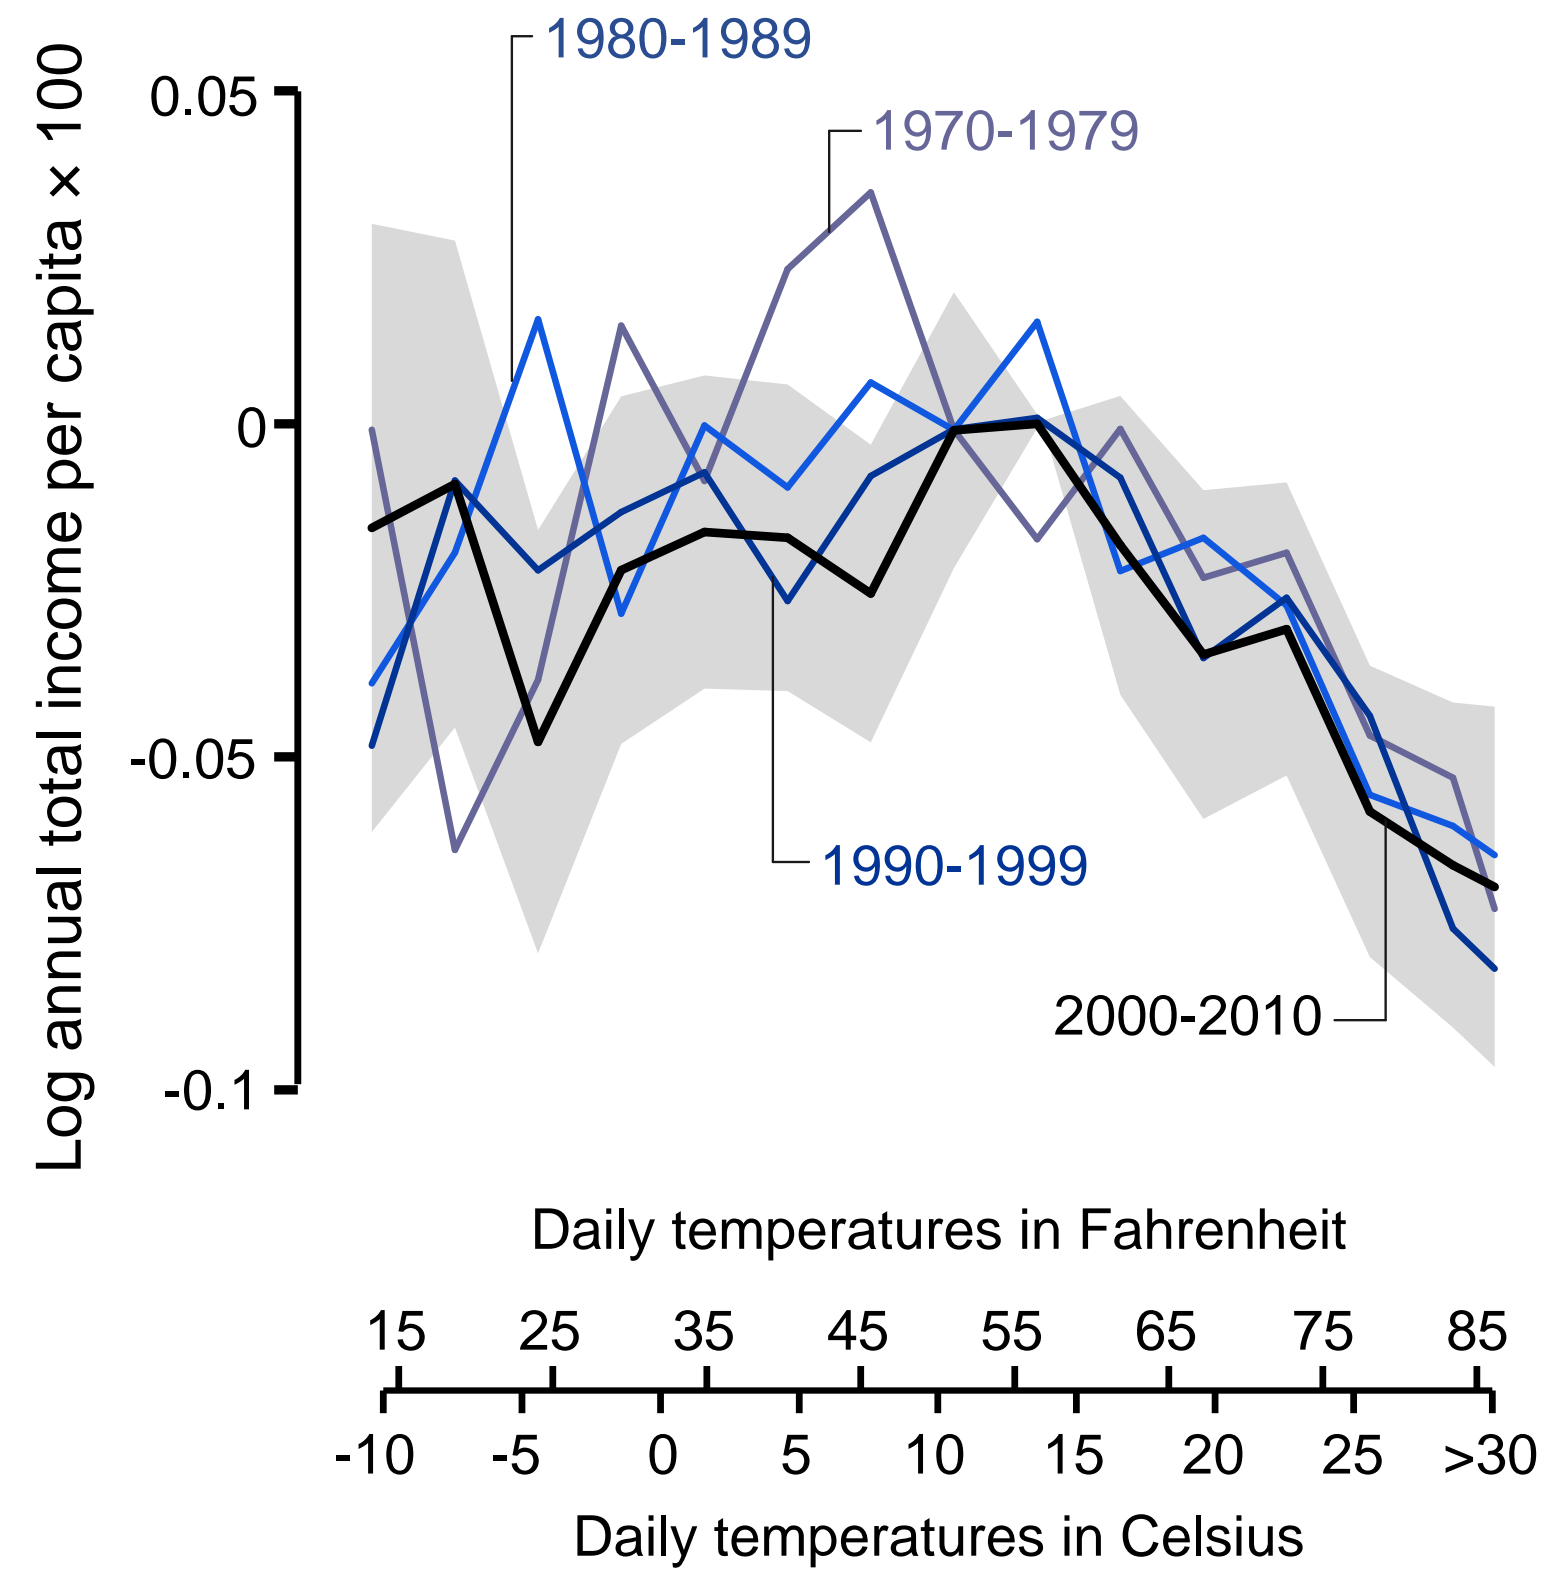 Log annual total income per capita × 100
0.05
0
-0.05
-0.1
1980-1989
1970-1979
1990-1999
2000-2010
Daily temperatures in Fahrenheit
15 25 35 45 55 65 75 85
-10 -5 0 5 10 15 20 25 >30
Daily temperatures in Celsius